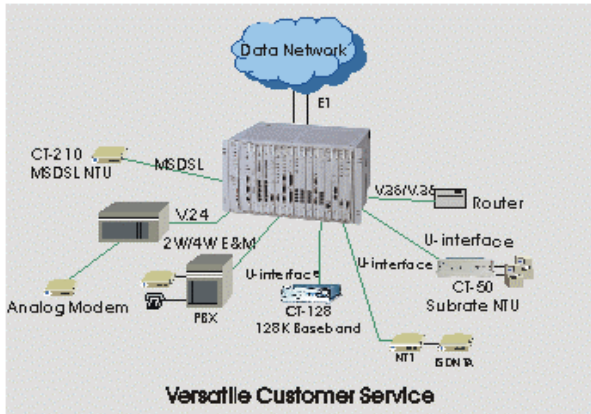 Data Network
E1
CT-210
MSDSL NTU
MSDSL
V.24
V.35/V.35
Router
2W/4W E&M
U-interface
U-interface
U-interface
CT-50
Subrate NTU
Analog Modem
PBX
CT-128
128K Baseband
NT1
ISDN TA
Versatile Customer Service